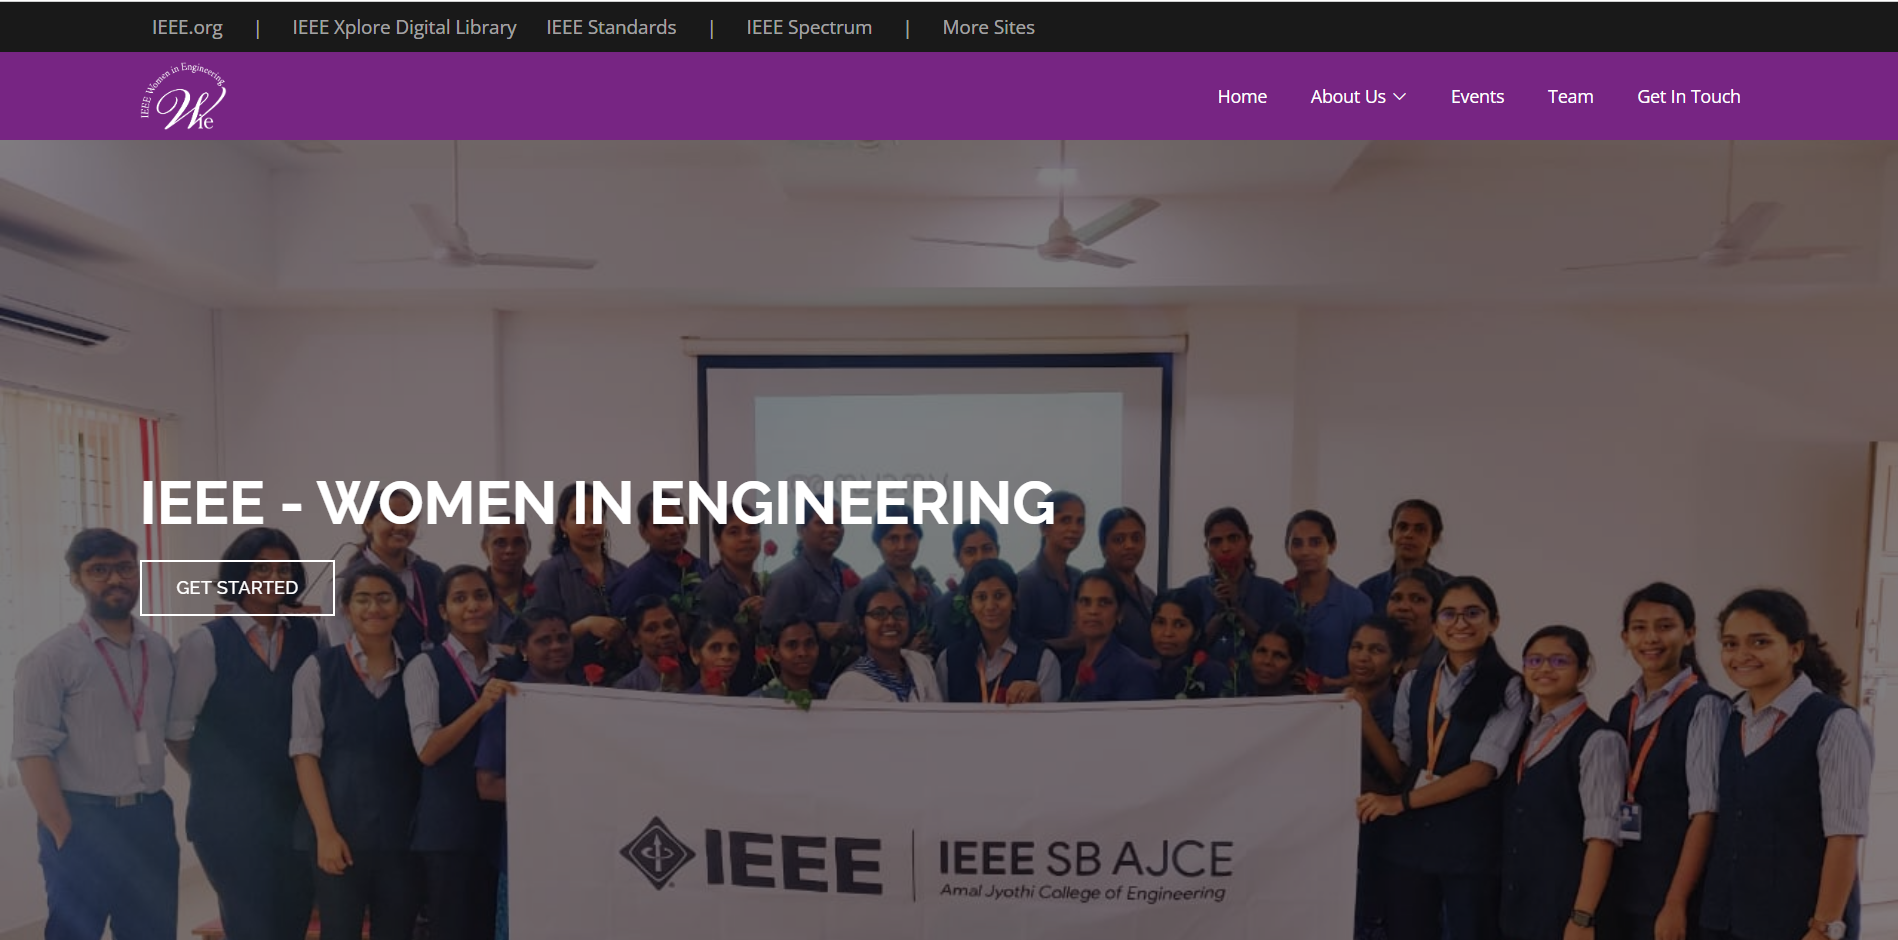 IEEE.org | IEEE Xplore Digital Library IEEE Standards | IEEE Spectrum | More Sites
IEEE Women in Engineering
Wie
Home About Us Events Team Get In Touch
IEEE - WOMEN IN ENGINEERING
GET STARTED
IEEE | IEEE SB AJCE
Amal Jyothi College of Engineering